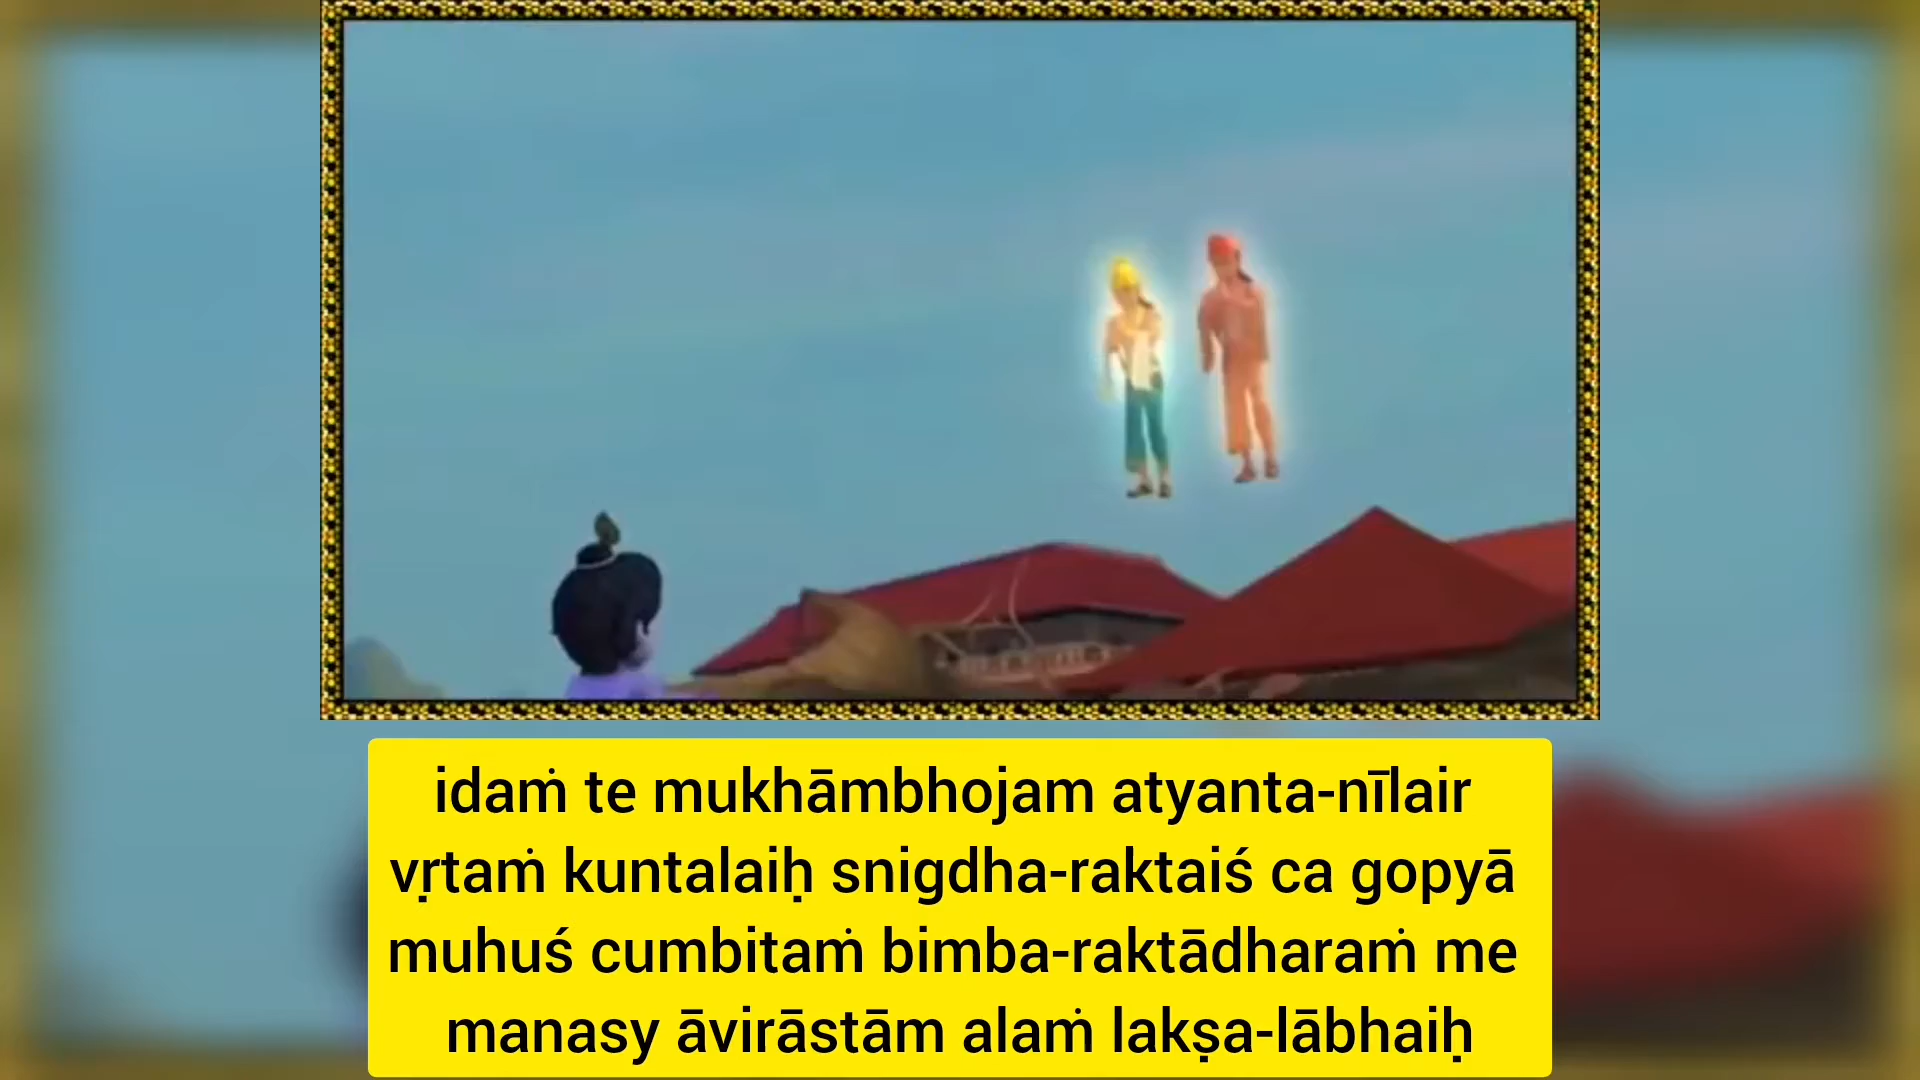 idaṁ te mukhāmbhojam atyanta-nīlair
vṛtaṁ kuntalaiḥ snigdha-raktaiś ca gopyā
muhuś cumbitaṁ bimba-raktādharaṁ me
manasy āvirāstām alaṁ lakṣa-lābhaiḥ